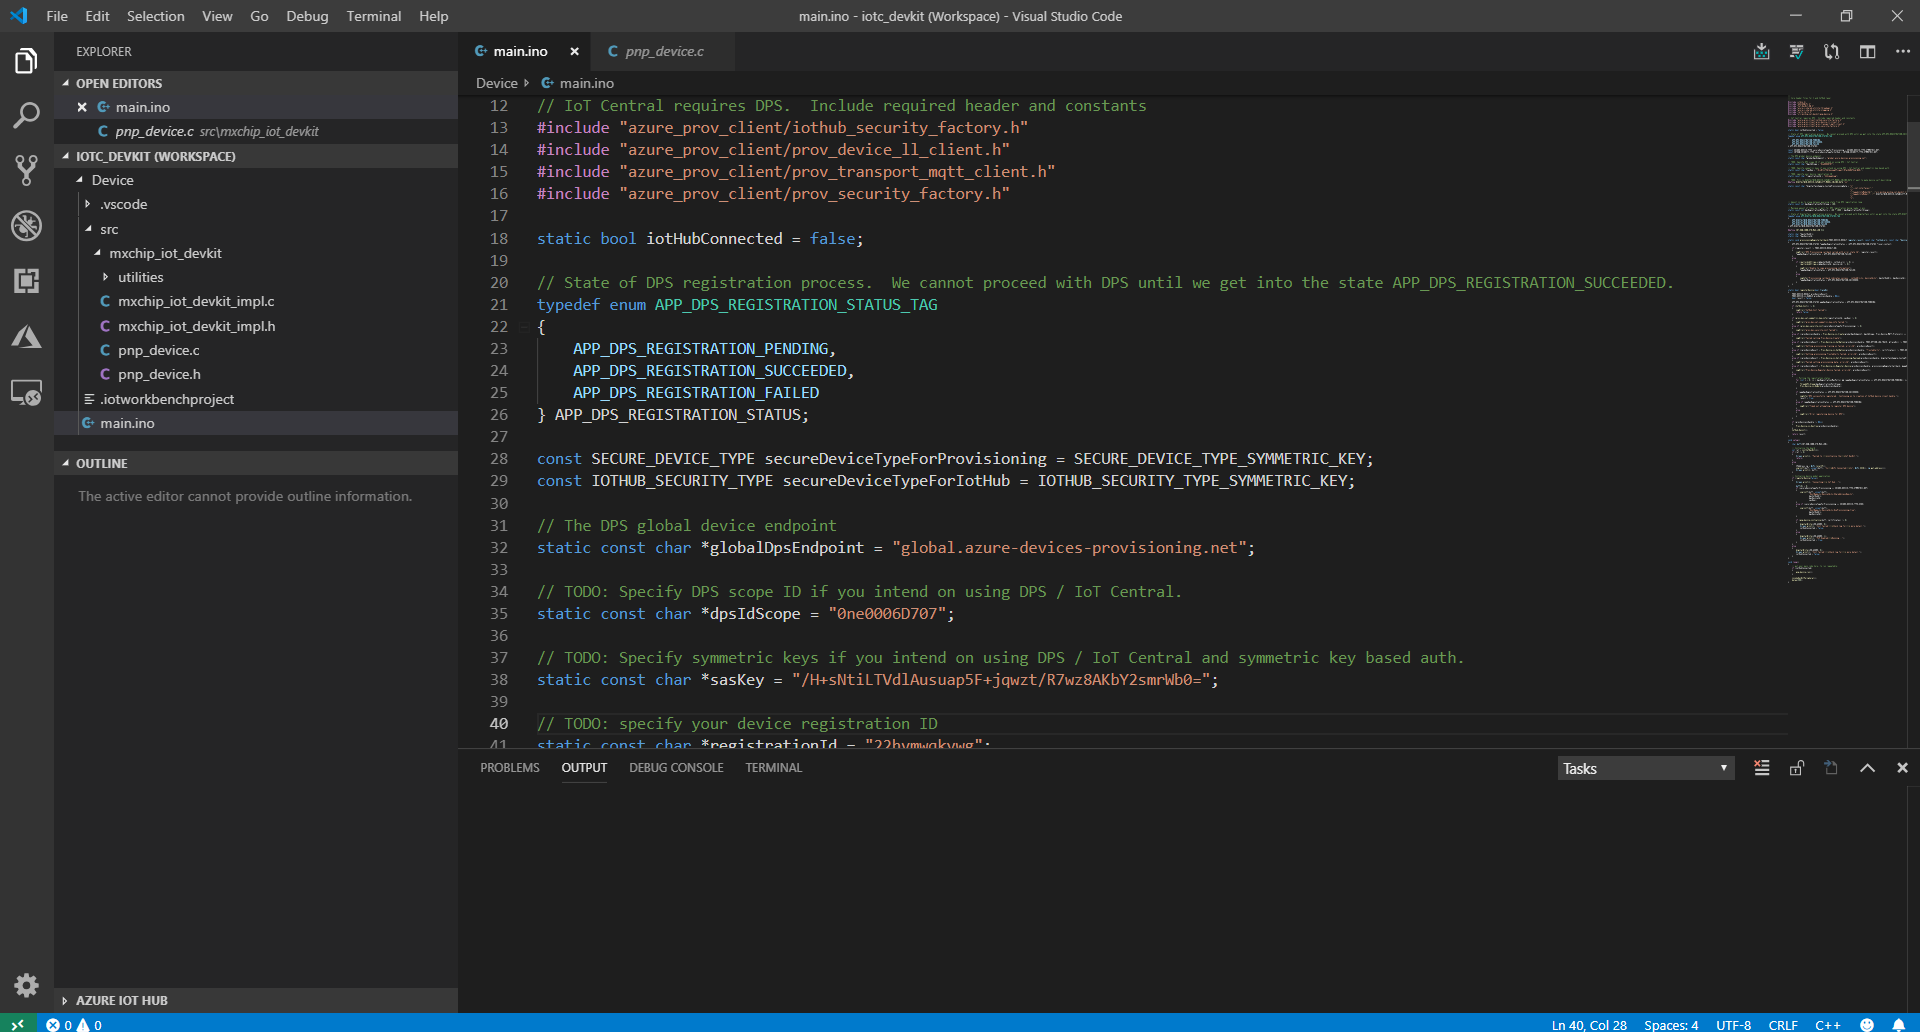 File Edit Selection View Go Debug Terminal Help
main.ino - iotc_devkit (Workspace) - Visual Studio Code
EXPLORER
OPEN EDITORS
main.ino
pnp_device.c src\mxchip_iot_devkit
IOTC_DEVKIT (WORKSPACE)
Device
.vscode
src
mxchip_iot_devkit
utilities
mxchip_iot_devkit_impl.c
mxchip_iot_devkit_impl.h
pnp_device.c
pnp_device.h
.iotworkbenchproject
main.ino
OUTLINE
The active editor cannot provide outline information.
AZURE IOT HUB
main.ino
pnp_device.c
Device main.ino
12 // IoT Central requires DPS.  Include required header and constants
13 #include "azure_prov_client/iothub_security_factory.h"
14 #include "azure_prov_client/prov_device_ll_client.h"
15 #include "azure_prov_client/prov_transport_mqtt_client.h"
16 #include "azure_prov_client/prov_security_factory.h"
17
18 static bool iotHubConnected = false;
19
20 // State of DPS registration process.  We cannot proceed with DPS until we get into the state APP_DPS_REGISTRATION_SUCCEEDED.
21 typedef enum APP_DPS_REGISTRATION_STATUS_TAG
22 {
23 APP_DPS_REGISTRATION_PENDING,
24 APP_DPS_REGISTRATION_SUCCEEDED,
25 APP_DPS_REGISTRATION_FAILED
26 } APP_DPS_REGISTRATION_STATUS;
27
28 const SECURE_DEVICE_TYPE secureDeviceTypeForProvisioning = SECURE_DEVICE_TYPE_SYMMETRIC_KEY;
29 const IOTHUB_SECURITY_TYPE secureDeviceTypeForIotHub = IOTHUB_SECURITY_TYPE_SYMMETRIC_KEY;
30
31 // The DPS global device endpoint
32 static const char *globalDpsEndpoint = "global.azure-devices-provisioning.net";
33
34 // TODO: Specify DPS scope ID if you intend on using DPS / IoT Central.
35 static const char *dpsIdScope = "0ne0006D707";
36
37 // TODO: Specify symmetric keys if you intend on using DPS / IoT Central and symmetric key based auth.
38 static const char *sasKey = "/H+sNtiLTVdlAusuap5F+jqwzt/R7wz8AKbY2smrWb0=";
39
40 // TODO: specify your device registration ID
41 static const char *registrationId =
PROBLEMS OUTPUT DEBUG CONSOLE TERMINAL
Tasks
0 0
Ln 40, Col 28 Spaces: 4 UTF-8 CRLF C++